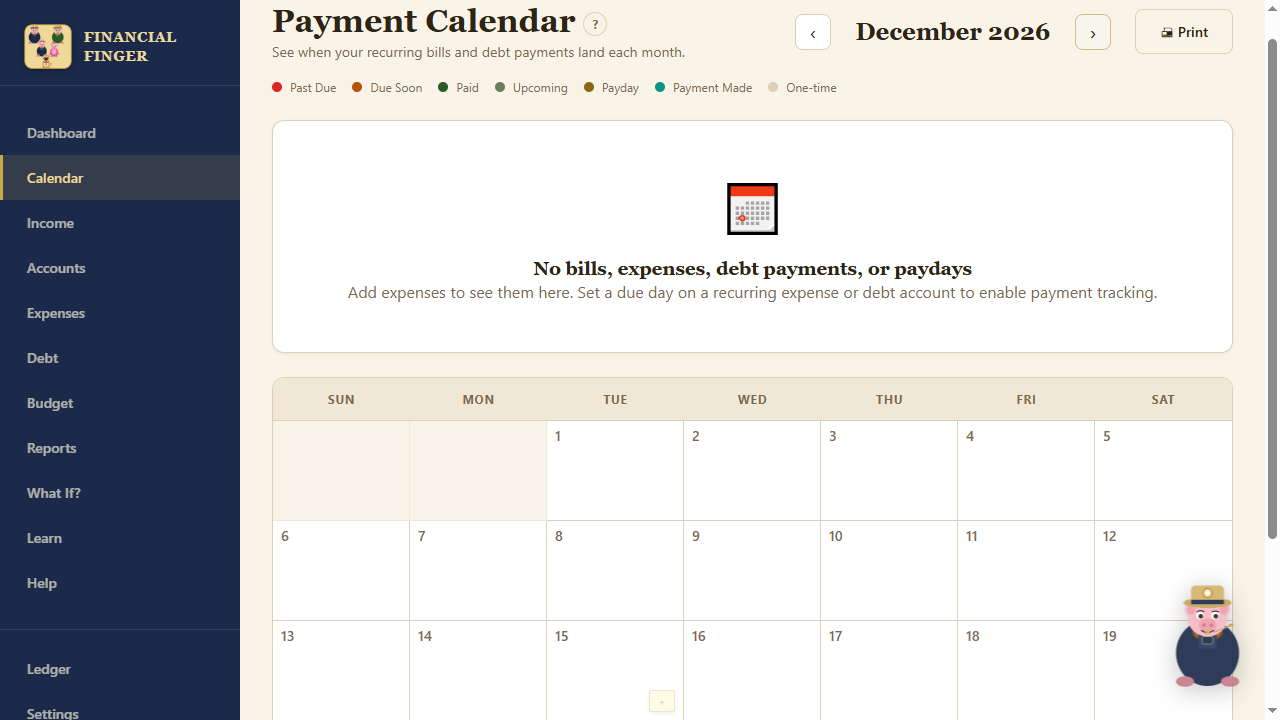 FINANCIAL
FINGER
Dashboard
Calendar
Income
Accounts
Expenses
Debt
Budget
Reports
What If?
Learn
Help
Ledger
Settings
Payment Calendar ?
See when your recurring bills and debt payments land each month.
‹ December 2026 › Print
Past Due Due Soon Paid Upcoming Payday Payment Made One-time
No bills, expenses, debt payments, or paydays
Add expenses to see them here. Set a due day on a recurring expense or debt account to enable payment tracking.
SUN MON TUE WED THU FRI SAT
1 2 3 4 5
6 7 8 9 10 11 12
13 14 15 16 17 18 19
+